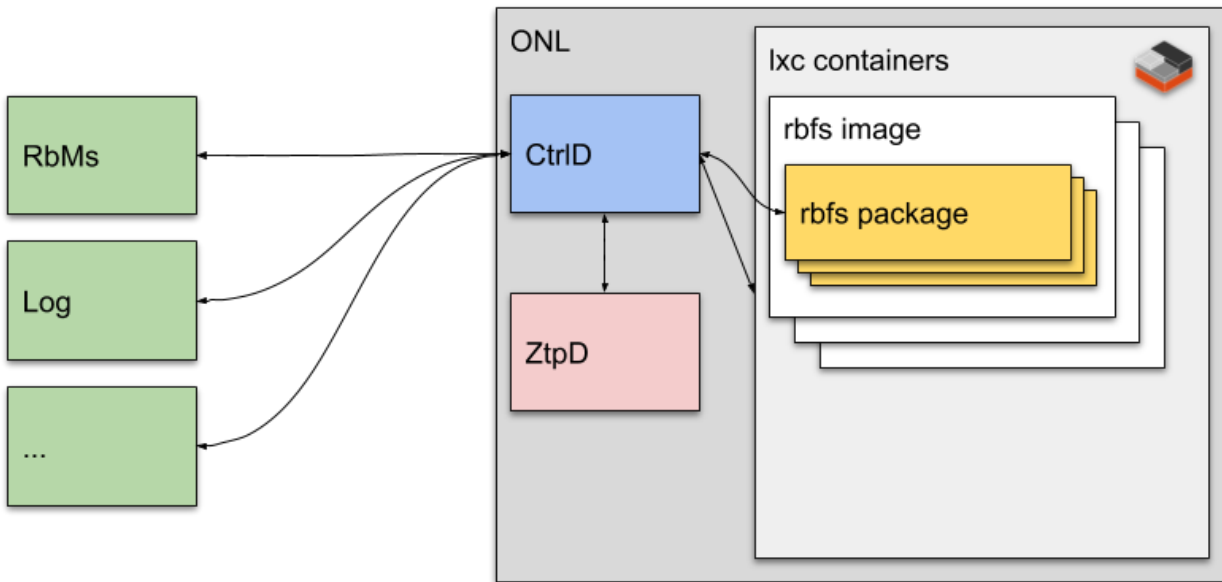 ONL
lxc containers
RbMs
CtrlD
rbfs image
rbfs package
Log
ZtpD
...